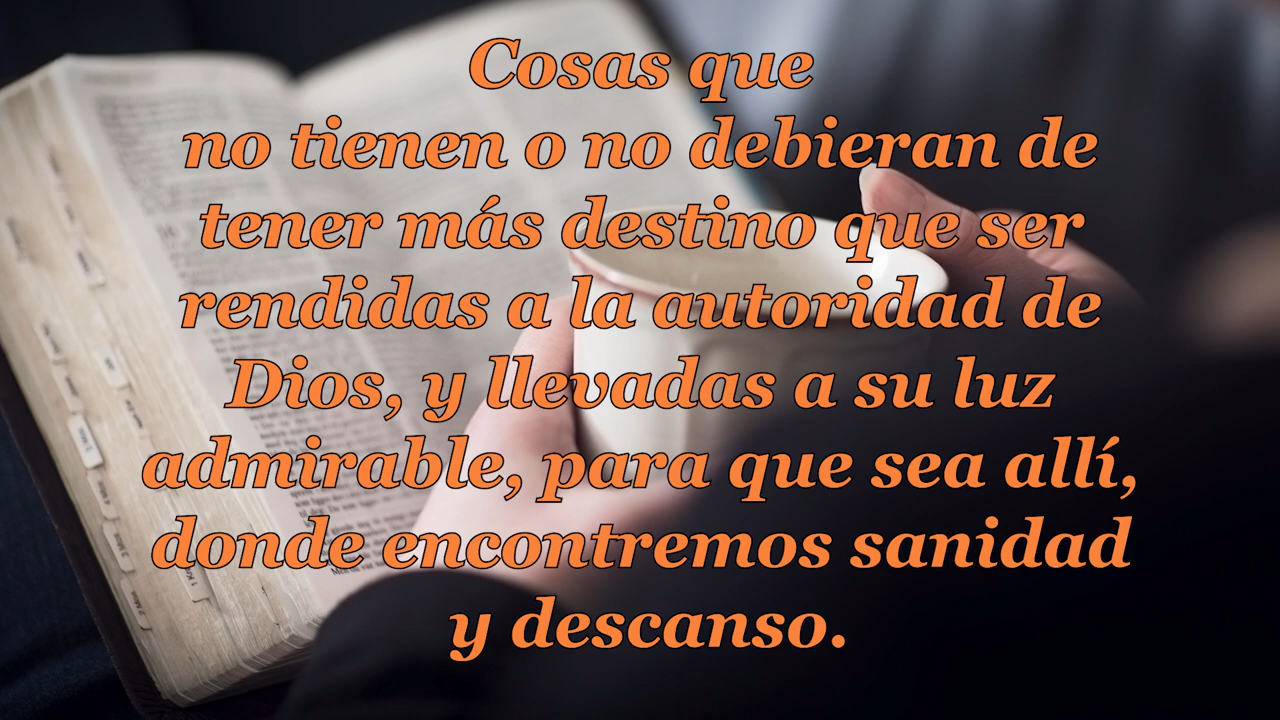 Cosas que
no tienen o no debieran de
tener más destino que ser
rendidas a la autoridad de
Dios, y llevadas a su luz
admirable, para que sea allí,
donde encontremos sanidad
y descanso.